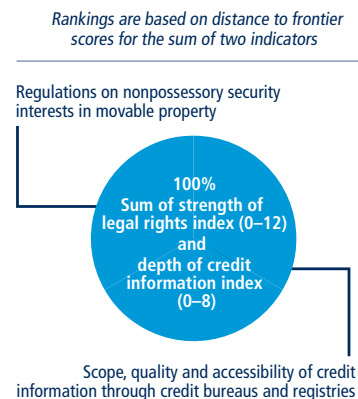 Rankings are based on distance to frontier
scores for the sum of two indicators
Regulations on nonpossessory security
interests in movable property
100%
Sum of strength of
legal rights index (0–12)
and
depth of credit
information index
(0–8)
Scope, quality and accessibility of credit
information through credit bureaus and registries